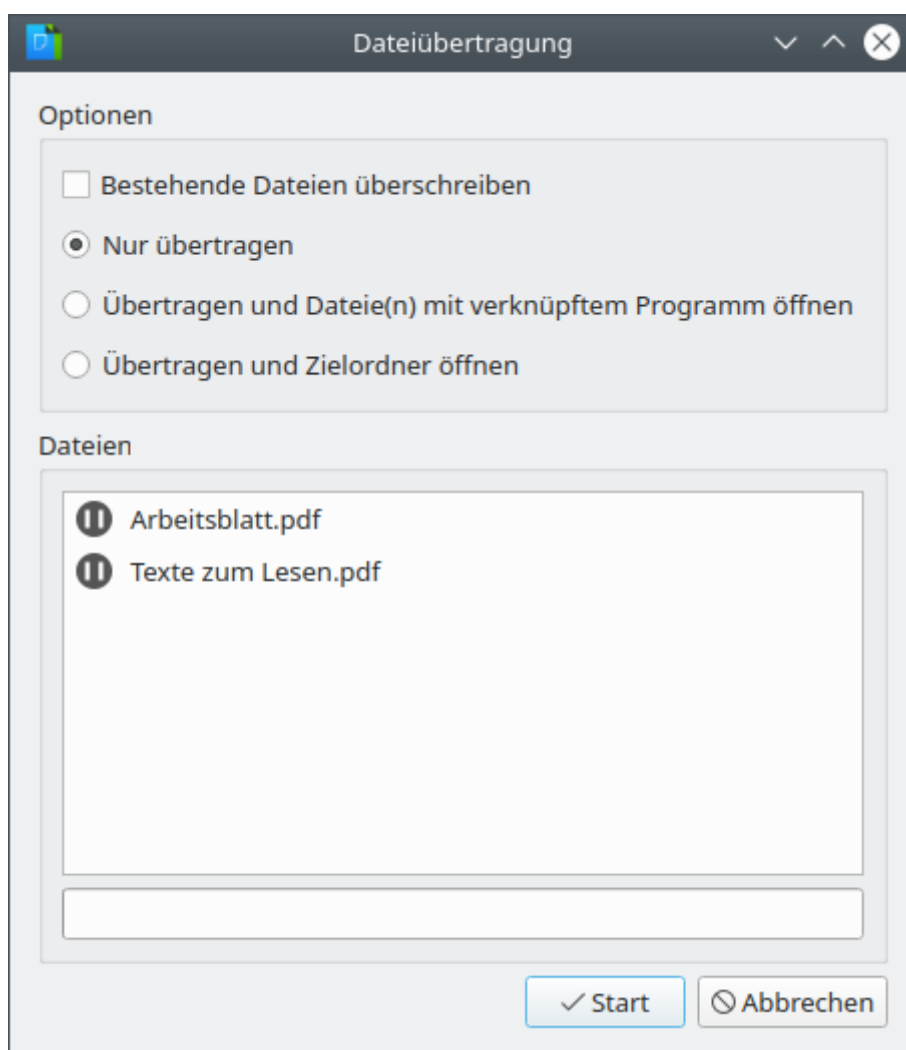 Dateiübertragung
Optionen
Bestehende Dateien überschreiben
Nur übertragen
Übertragen und Dateie(n) mit verknüpftem Programm öffnen
Übertragen und Zielordner öffnen
Dateien
Arbeitsblatt.pdf
Texte zum Lesen.pdf
Start Abbrechen